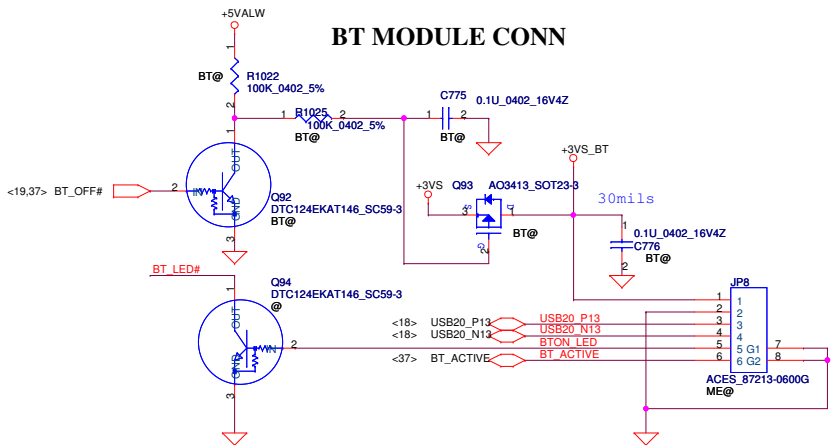 BT MODULE CONN
+5VALW
1
BT@
R1022
100K_0402_5%
2
1
R1025
2
100K_0402_5%
BT@
C775
0.1U_0402_16V4Z
1
2
BT@
1
OUT
<19,37>
BT_OFF#
2
IN
GND
3
Q92
DTC124EKAT146_SC59-3
BT@
+3VS_BT
+3VS
Q93
AO3413_SOT23-3
3
S
D
1
G
2
BT@
30mils
1
0.1U_0402_16V4Z
C776
2
BT@
BT_LED#
1
OUT
Q94
DTC124EKAT146_SC59-3
@
IN
2
GND
3
JP8
1
1
2
2
<18>
USB20_P13
USB20_P13
3
3
<18>
USB20_N13
USB20_N13
4
4
BTON_LED
5
5
G1
7
<37>
BT_ACTIVE
BT_ACTIVE
6
6
G2
8
ACES_87213-0600G
ME@